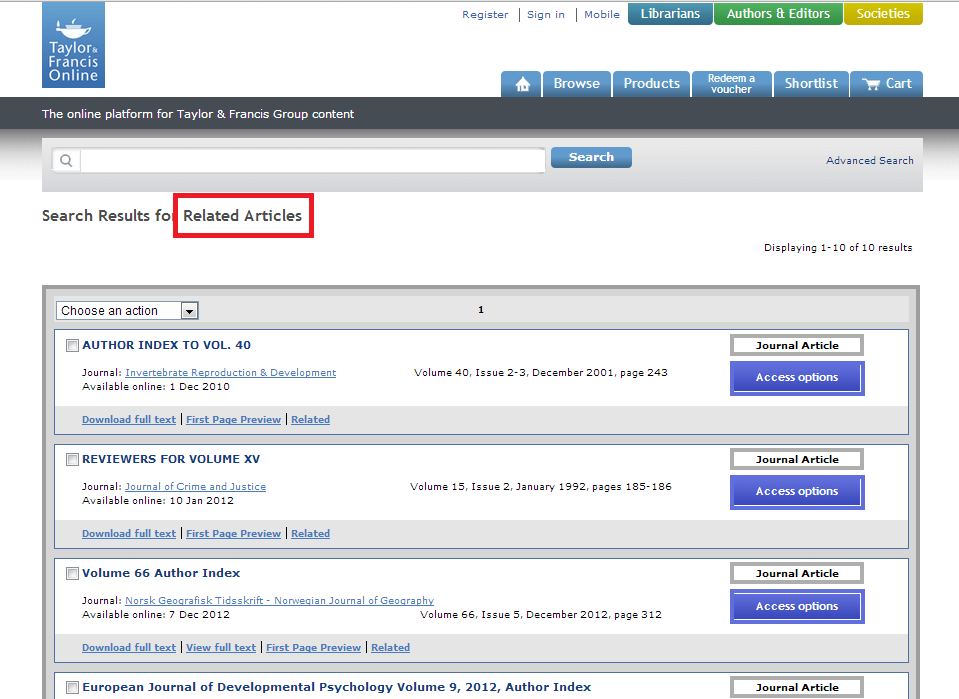 Register | Sign in | Mobile
Librarians
Authors & Editors
Societies
Taylor &
Francis
Online
Browse
Products
Redeem a
voucher
Shortlist
Cart
The online platform for Taylor & Francis Group content
Search
Advanced Search
Search Results for Related Articles
Displaying 1-10 of 10 results
Choose an action
1
AUTHOR INDEX TO VOL. 40
Journal Article
Journal: Invertebrate Reproduction & Development
Volume 40, Issue 2-3, December 2001, page 243
Access options
Available online: 1 Dec 2010
Download full text | First Page Preview | Related
REVIEWERS FOR VOLUME XV
Journal Article
Journal: Journal of Crime and Justice
Volume 15, Issue 2, January 1992, pages 185-186
Access options
Available online: 10 Jan 2012
Download full text | First Page Preview | Related
Volume 66 Author Index
Journal Article
Journal: Norsk Geografisk Tidsskrift - Norwegian Journal of Geography
Access options
Available online: 7 Dec 2012
Volume 66, Issue 5, December 2012, page 312
Download full text | View full text | First Page Preview | Related
European Journal of Developmental Psychology Volume 9, 2012, Author Index
Journal Article